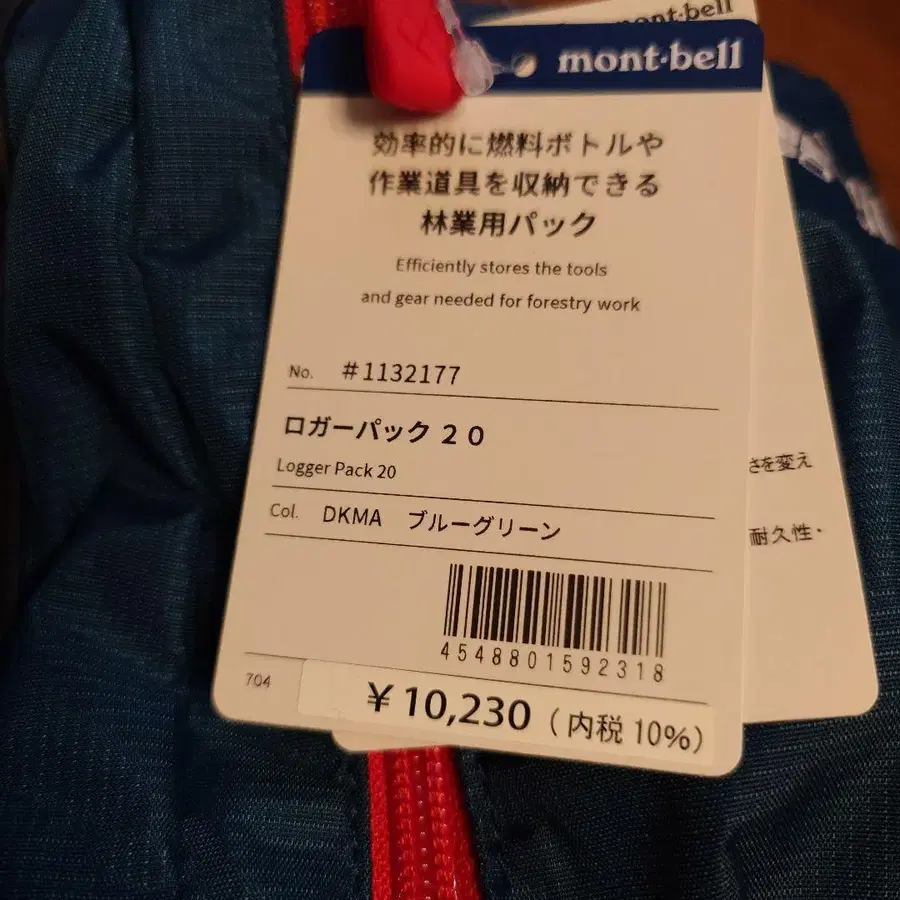 mont·bell
mont·bell
効率的に燃料ボトルや
作業道具を収納できる
林業用パック
Efficiently stores the tools
and gear needed for forestry work
No. #1132177
ロガーパック 20
Logger Pack 20
Col. DKMA ブルーグリーン
4548801592318
704
¥10,230(内税10%)
さを変え
耐久性・